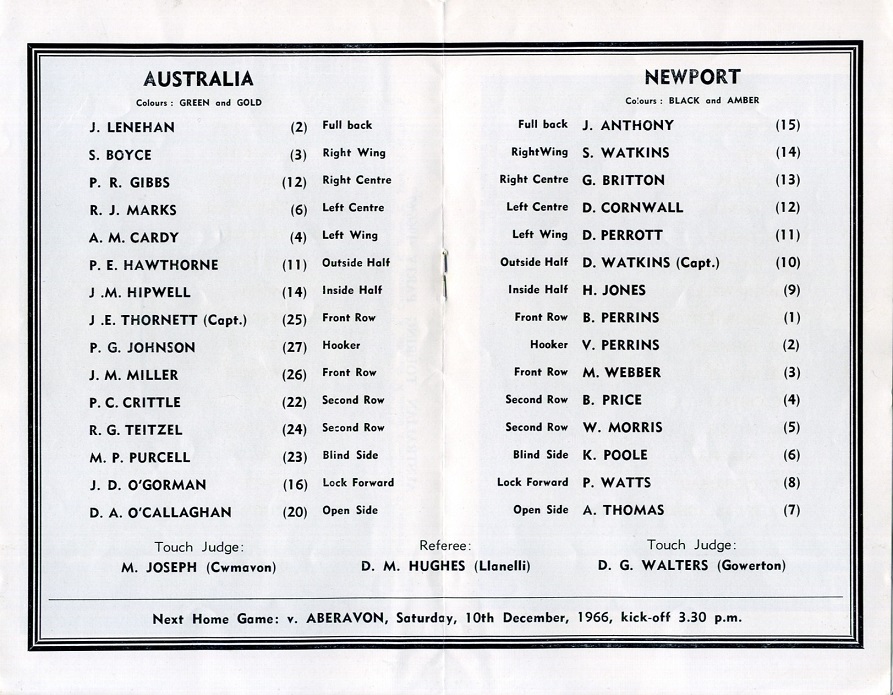 AUSTRALIA
Colours : GREEN and GOLD
J. LENEHAN (2) Full back
S. BOYCE (3) Right Wing
P. R. GIBBS (12) Right Centre
R. J. MARKS (6) Left Centre
A. M. CARDY (4) Left Wing
P. E. HAWTHORNE (11) Outside Half
J .M. HIPWELL (14) Inside Half
J .E. THORNETT (Capt.) (25) Front Row
P. G. JOHNSON (27) Hooker
J. M. MILLER (26) Front Row
P. C. CRITTLE (22) Second Row
R. G. TEITZEL (24) Second Row
M. P. PURCELL (23) Blind Side
J. D. O'GORMAN (16) Lock Forward
D. A. O'CALLAGHAN (20) Open Side
NEWPORT
Colours : BLACK and AMBER
Full back J. ANTHONY (15)
RightWing S. WATKINS (14)
Right Centre G. BRITTON (13)
Left Centre D. CORNWALL (12)
Left Wing D. PERROTT (11)
Outside Half D. WATKINS (Capt.) (10)
Inside Half H. JONES (9)
Front Row B. PERRINS (1)
Hooker V. PERRINS (2)
Front Row M. WEBBER (3)
Second Row B. PRICE (4)
Second Row W. MORRIS (5)
Blind Side K. POOLE (6)
Lock Forward P. WATTS (8)
Open Side A. THOMAS (7)
Touch Judge:
M. JOSEPH (Cwmavon)
Referee:
D. M. HUGHES (Llanelli)
Touch Judge:
D. G. WALTERS (Gowerton)
Next Home Game: v. ABERAVON, Saturday, 10th December, 1966, kick-off 3.30 p.m.